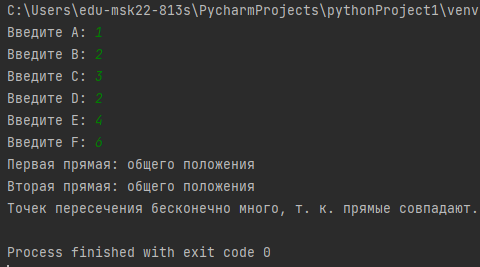 C:\Users\edu-msk22-813s\PycharmProjects\pythonProject1\venv
Введите A: 1
Введите B: 2
Введите C: 3
Введите D: 2
Введите E: 4
Введите F: 6
Первая прямая: общего положения
Вторая прямая: общего положения
Точек пересечения бесконечно много, т. к. прямые совпадают.
Process finished with exit code 0